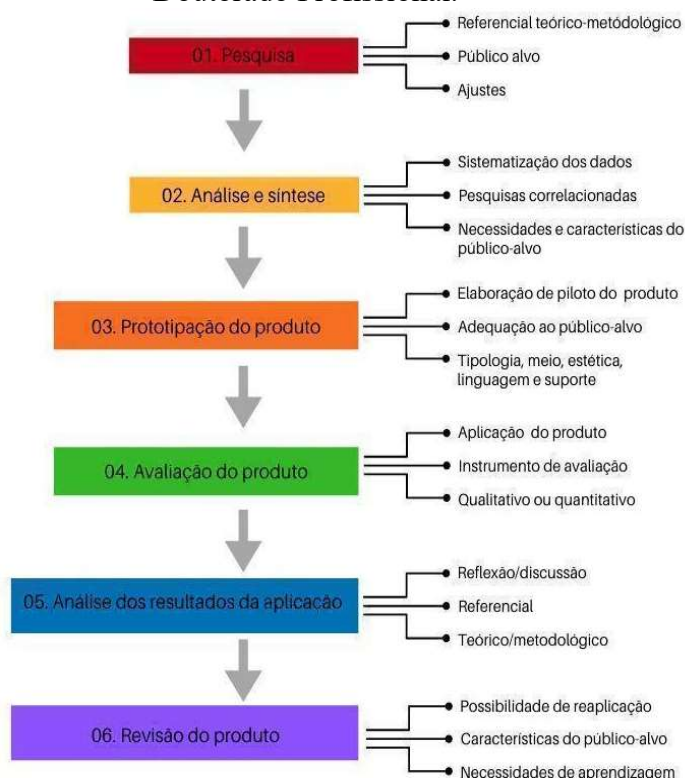 Doutorado Profissional.
01. Pesquisa
Referencial teórico-metódológico
Público alvo
Ajustes
02. Análise e síntese
Sistematização dos dados
Pesquisas correlacionadas
Necessidades e características do
público-alvo
03. Prototipação do produto
Elaboração de piloto do produto
Adequação ao público-alvo
Tipologia, meio, estética,
linguagem e suporte
04. Avaliação do produto
Aplicação do produto
Instrumento de avaliação
Qualitativo ou quantitativo
05. Análise dos resultados da aplicacão
Reflexão/discussão
Referencial
Teórico/metodológico
06. Revisão do produto
Possibilidade de reaplicação
Características do público-alvo
Necessidades de aprendizagem